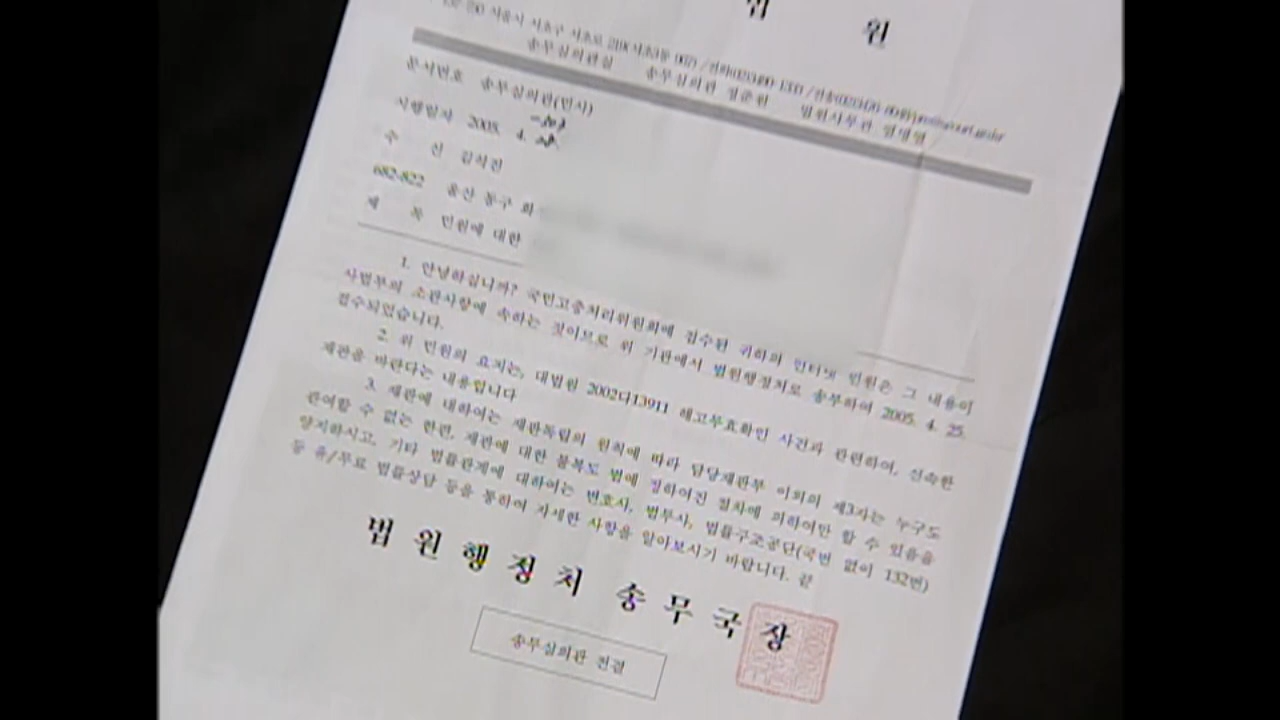 법 원
송무심의관실 송무심의관 정준원 법원사무관
문서번호 송무심의관(민사)
시행일자 2005. 4.
수 신 김석진
682-822 울산 동구 화
제 목 민원에 대한
1. 안녕하십니까? 국민고충처리위원회에 접수된 귀하의 인터넷 민원은 그 내용이
사법부의 소관사항에 속하는 것이므로 위 기관에서 법원행정처로 송부하여 2005. 4. 25.
접수되었습니다.
2. 위 민원의 요지는, 대법원 2002다13911 해고무효확인 사건과 관련하여, 신속한
재판을 바란다는 내용입니다
3. 재판에 대하여는 재판독립의 원칙에 따라 담당재판부 이외의 제3자는 누구도
관여할 수 없는 한편, 재판에 대한 불복도 법에 정하여진 절차에 의하여만 할 수 있음을
양지하시고, 기타 법률관계에 대하여는 변호사, 법무사, 법률구조공단(국번 없이 132번)
등 유/무료 법률상담 등을 통하여 자세한 사항을 알아보시기 바랍니다. 끝
법원행정처 송무국장
송무심의관 전결